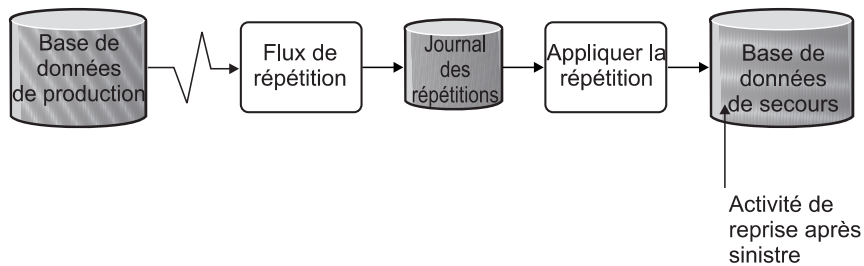 Base de
données
de production
Flux de
répétition
Journal
des
répétitions
Appliquer la
répétition
Base de
données
de secours
Activité de
reprise après
sinistre